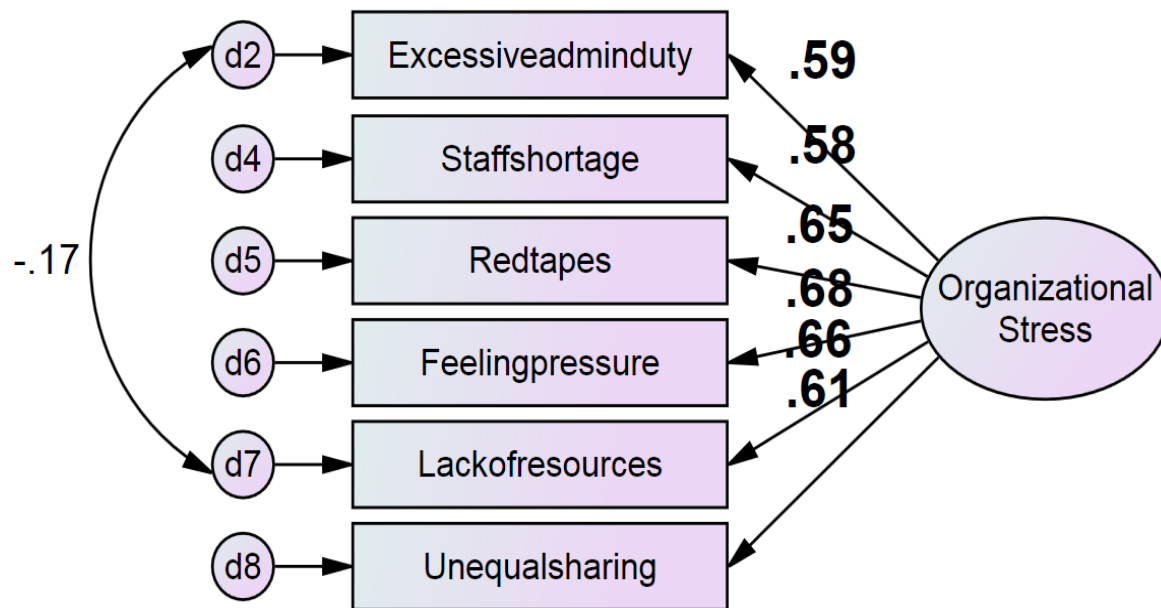 d2
Excessiveadminduty
.59
d4
Staffshortage
.58
-.17
d5
Redtapes
.65
Organizational
Stress
d6
Feelingpressure
.68
d7
Lackofresources
.66
d8
Unequalsharing
.61